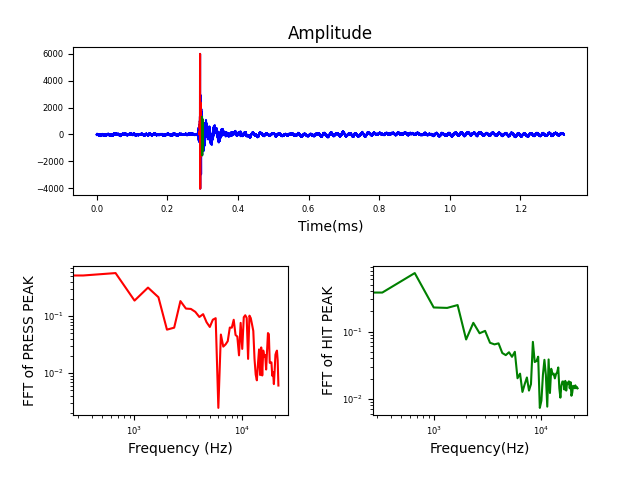 Amplitude
6000
4000
2000
0
−2000
−4000
0.0 0.2 0.4 0.6 0.8 1.0 1.2
Time(ms)
FFT of PRESS PEAK
10⁻¹
10⁻²
10³ 10⁴
Frequency (Hz)
FFT of HIT PEAK
10⁻¹
10⁻²
10³ 10⁴
Frequency(Hz)